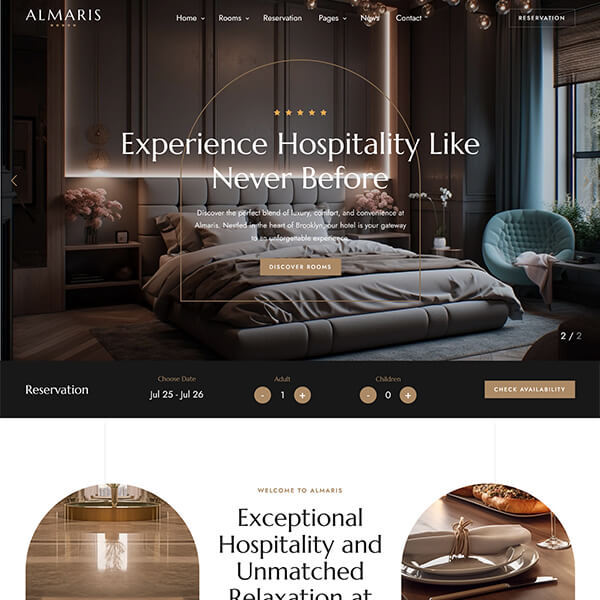 ALMARIS
Home Rooms Reservation Pages News Contact
RESERVATION
Experience Hospitality Like
Never Before
Discover the perfect blend of luxury, comfort, and convenience at
Almaris. Nestled in the heart of Brooklyn, our hotel is your gateway
to an unforgettable experience.
DISCOVER ROOMS
2 / 2
Reservation
Choose Date
Jul 25 - Jul 26
Adult
- 1 +
Children
- 0 +
CHECK AVAILABILITY
WELCOME TO ALMARIS
Exceptional
Hospitality and
Unmatched
Relaxation at